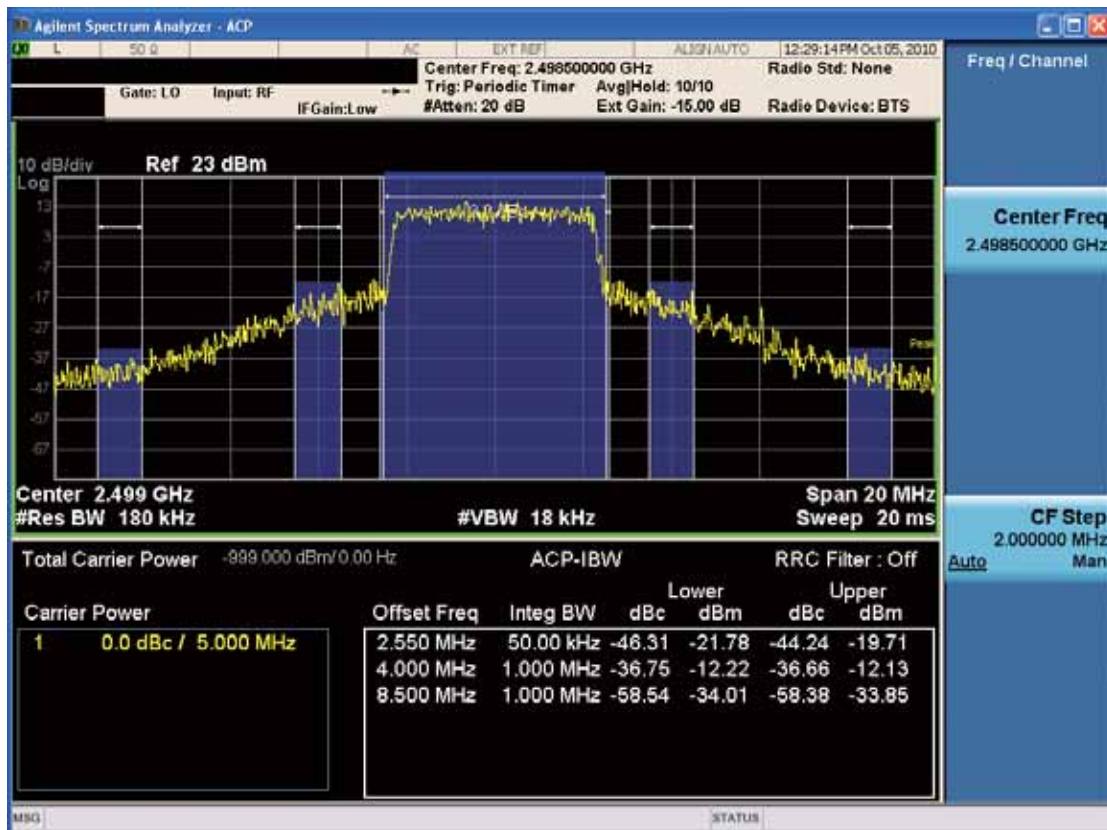 Agilent Spectrum Analyzer - ACP
L 50 Ω AC EXT REF ALIGN AUTO 12:29:14 PM Oct 05, 2010
Center Freq: 2.498500000 GHz Radio Std: None
Gate: LO Input: RF Trig: Periodic Timer Avg|Hold: 10/10
IFGain:Low #Atten: 20 dB Ext Gain: -15.00 dB Radio Device: BTS
10 dB/div Ref 23 dBm
Log
13
3
-7
-17
-27
-37
-47
-57
-67
Peak
Center 2.499 GHz Span 20 MHz
#Res BW 180 kHz #VBW 18 kHz Sweep 20 ms
Total Carrier Power -999.000 dBm/ 0.00 Hz ACP-IBW RRC Filter : Off
Lower Upper
Carrier Power Offset Freq Integ BW dBc dBm dBc dBm
1 0.0 dBc / 5.000 MHz 2.550 MHz 50.00 kHz -46.31 -21.78 -44.24 -19.71
4.000 MHz 1.000 MHz -36.75 -12.22 -36.66 -12.13
8.500 MHz 1.000 MHz -58.54 -34.01 -58.38 -33.85
MSG STATUS
Freq / Channel
Center Freq
2.498500000 GHz
CF Step
2.000000 MHz
Auto Man